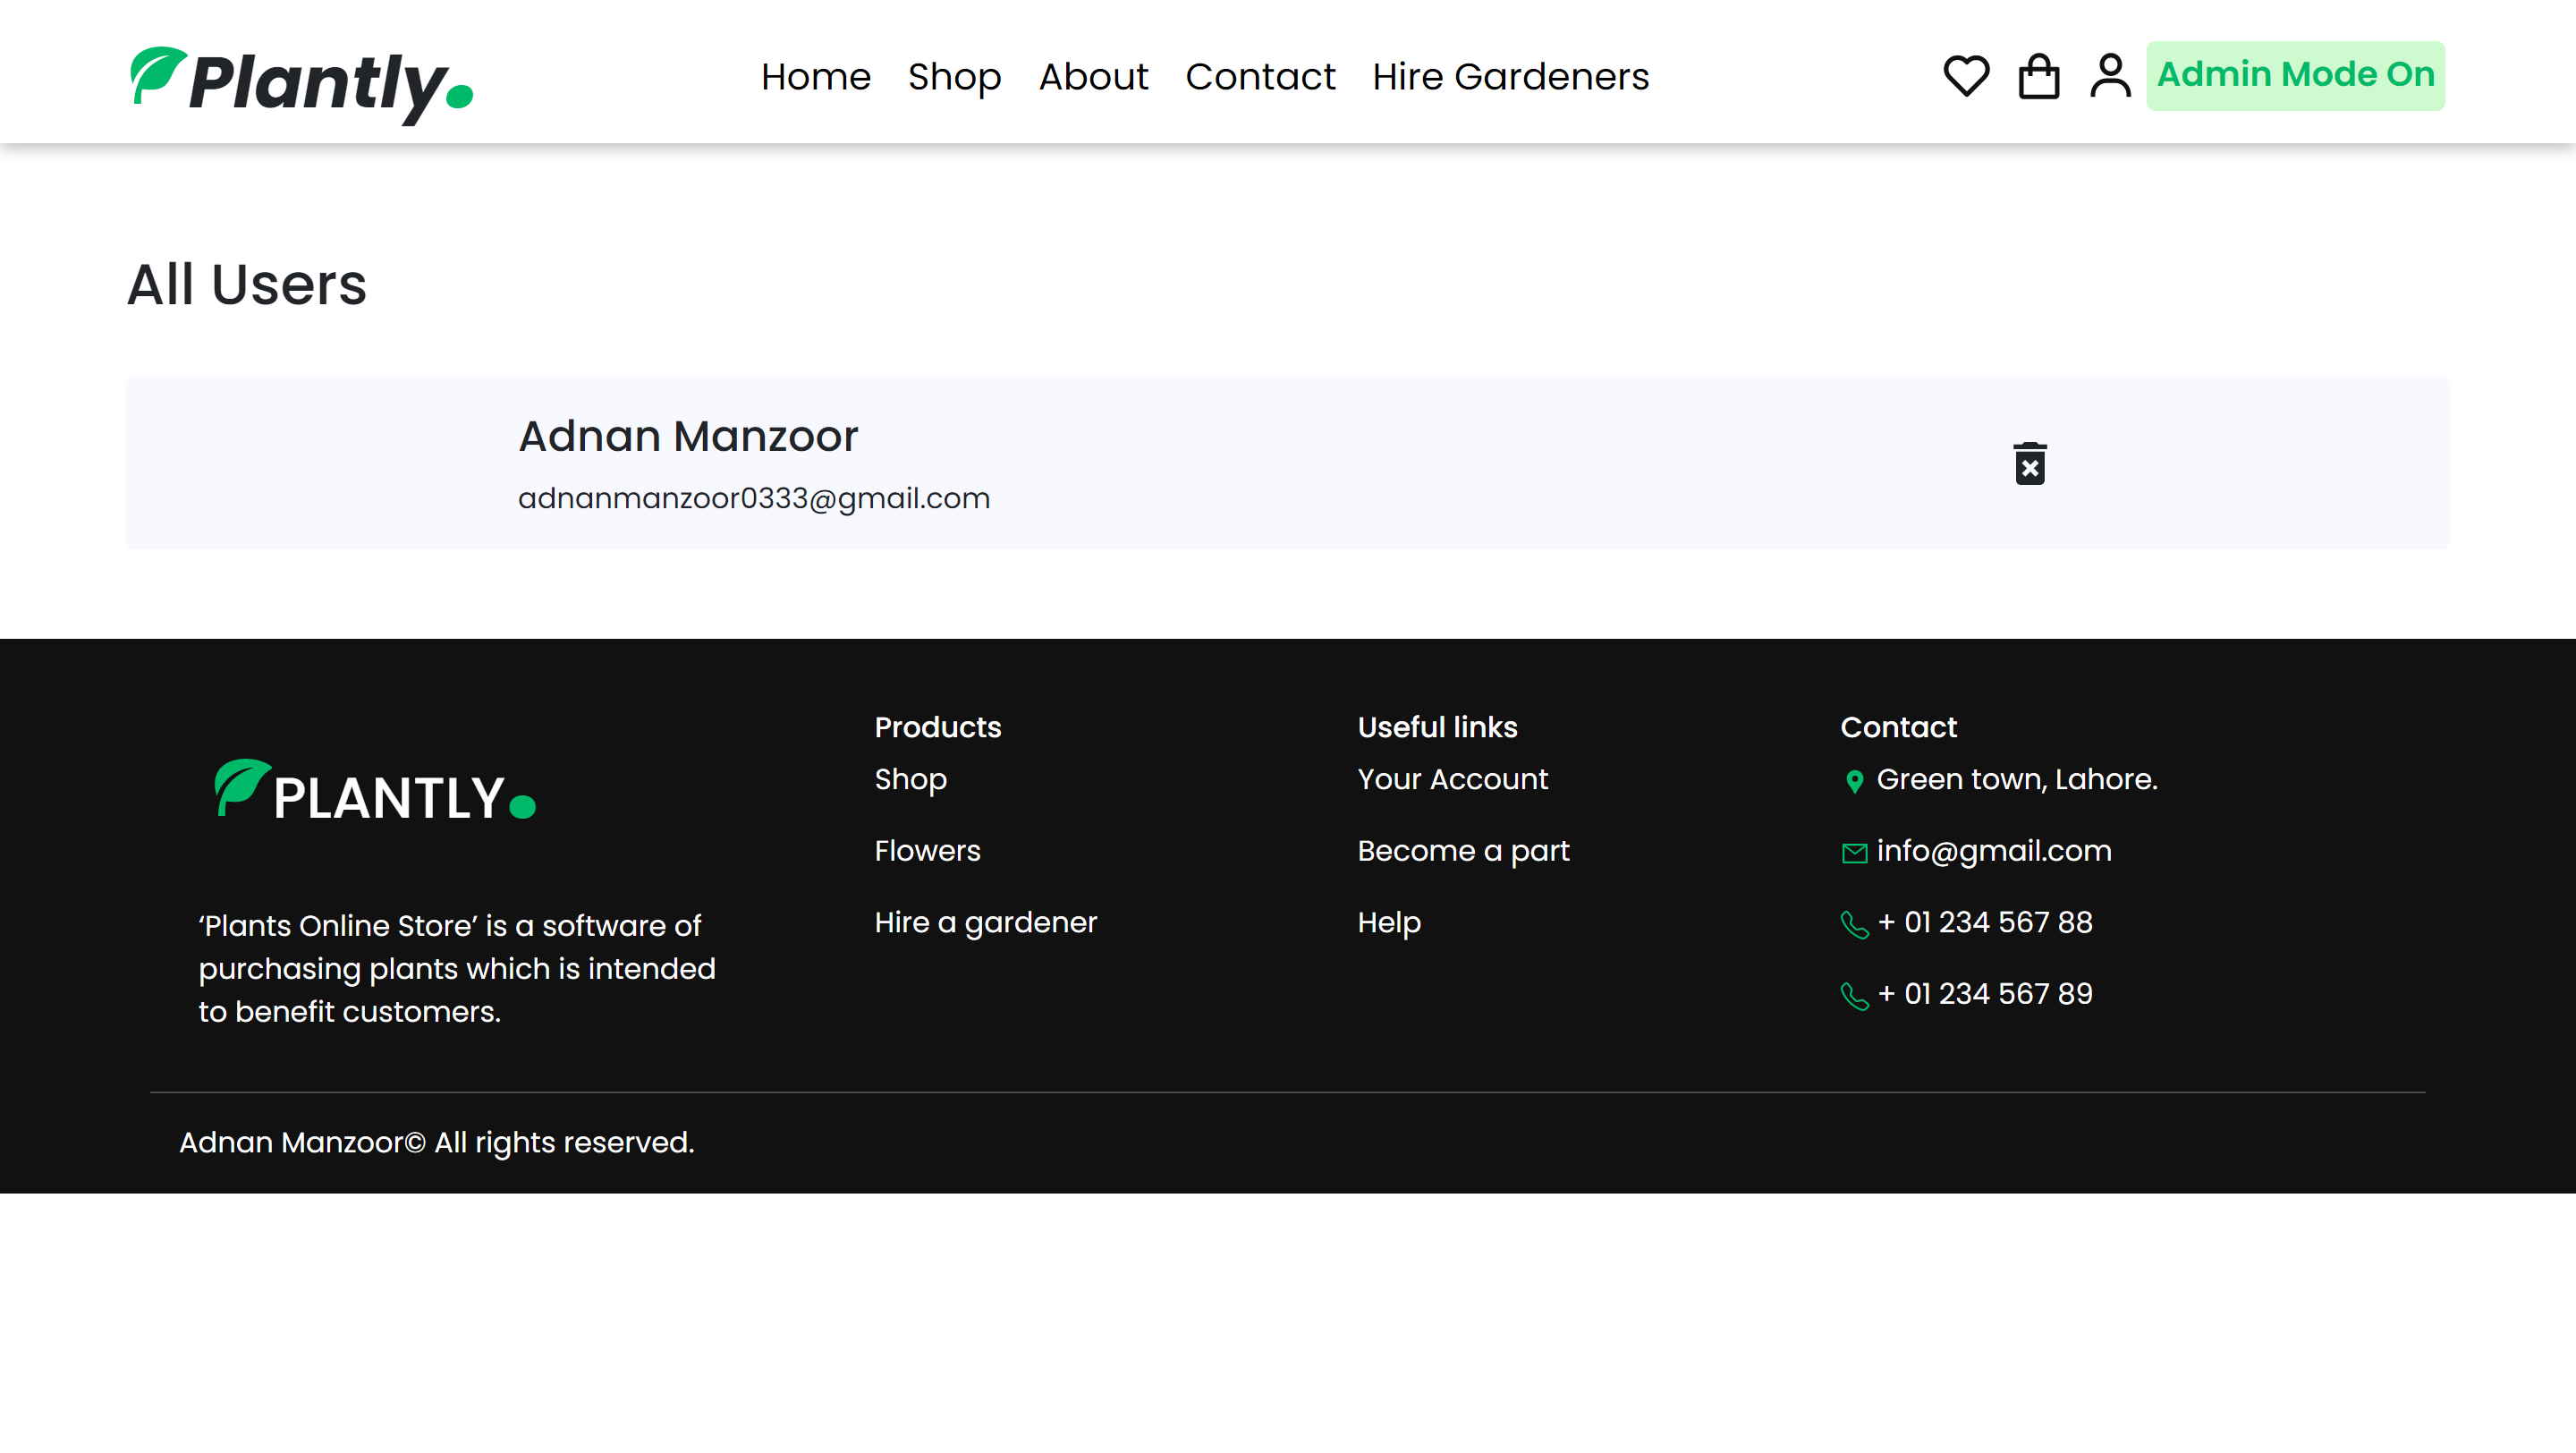 Plantly
Home Shop About Contact Hire Gardeners
Admin Mode On
All Users
Adnan Manzoor
adnanmanzoor0333@gmail.com
PLANTLY
‘Plants Online Store’ is a software of
purchasing plants which is intended
to benefit customers.
Products
Shop
Flowers
Hire a gardener
Useful links
Your Account
Become a part
Help
Contact
Green town, Lahore.
info@gmail.com
+ 01 234 567 88
+ 01 234 567 89
Adnan Manzoor© All rights reserved.